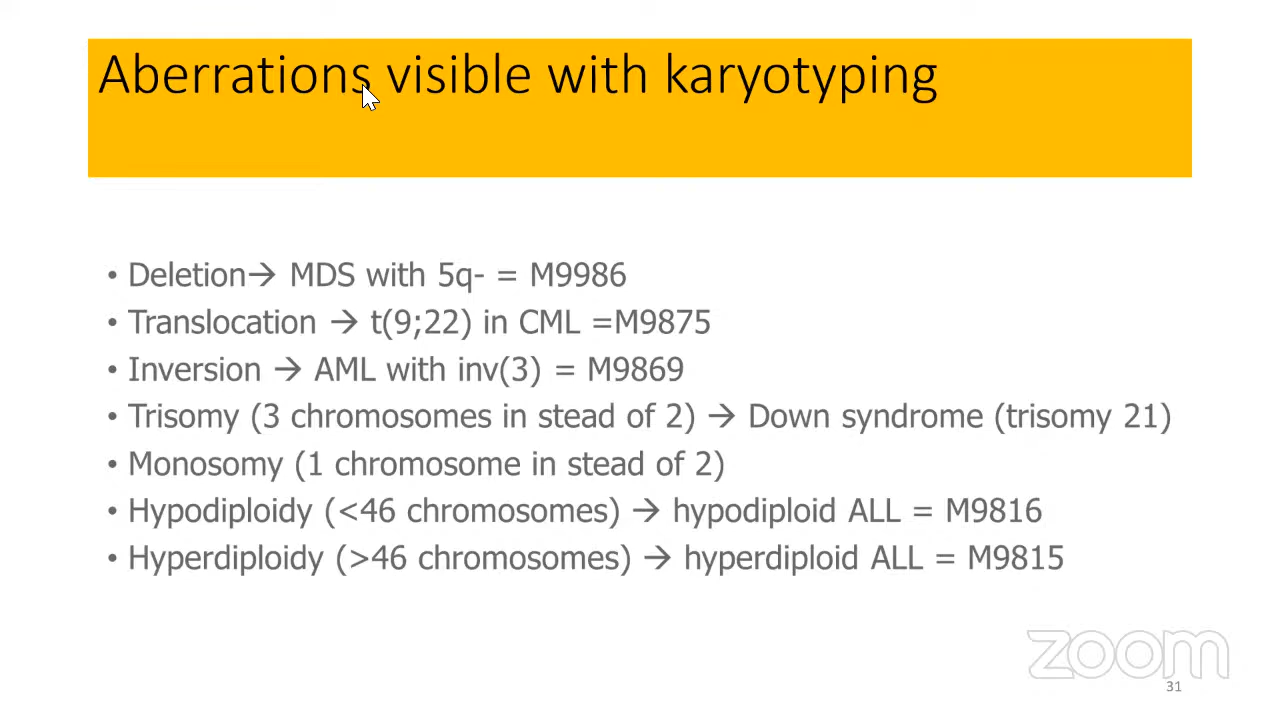 Aberrations visible with karyotyping
• Deletion→ MDS with 5q- = M9986
• Translocation → t(9;22) in CML =M9875
• Inversion → AML with inv(3) = M9869
• Trisomy (3 chromosomes in stead of 2) → Down syndrome (trisomy 21)
• Monosomy (1 chromosome in stead of 2)
• Hypodiploidy (<46 chromosomes) → hypodiploid ALL = M9816
• Hyperdiploidy (>46 chromosomes) → hyperdiploid ALL = M9815
zoom
31